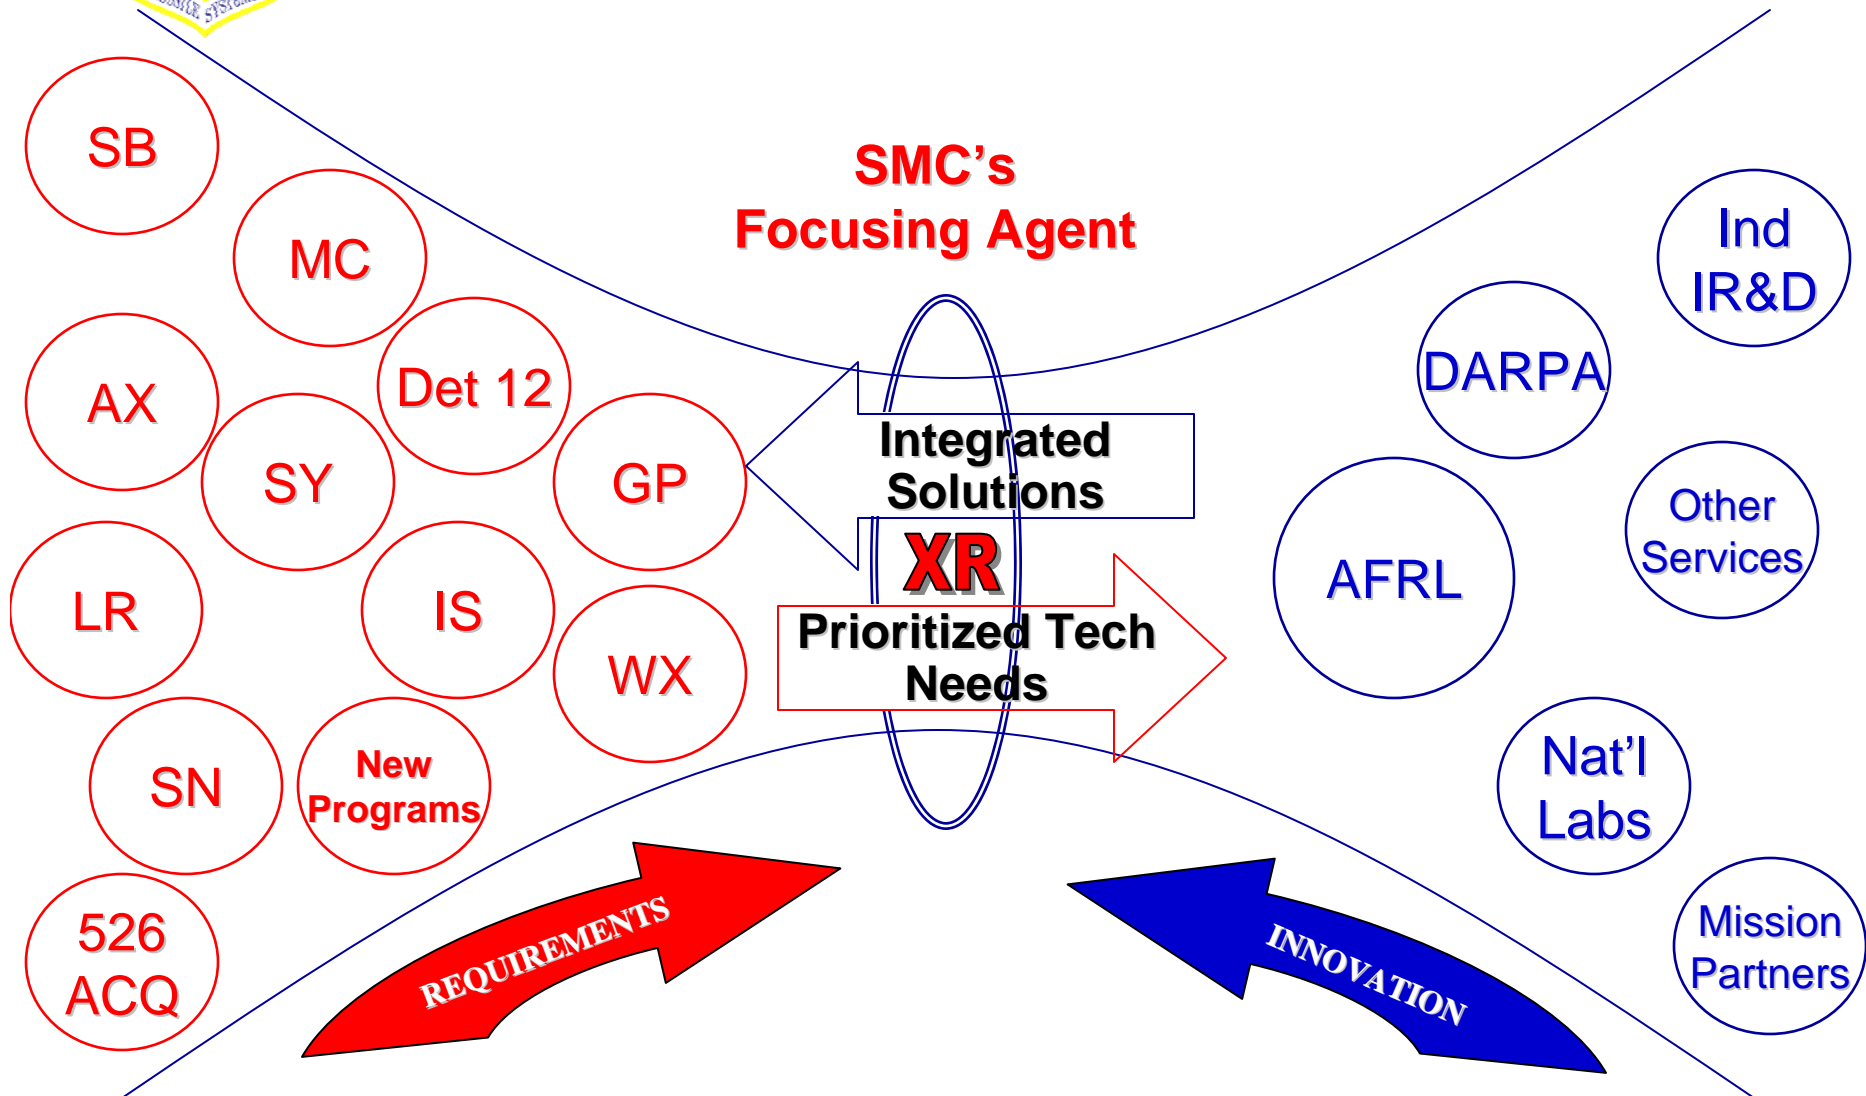 SYSTEMS
SB
MC
AX
Det 12
SY
GP
LR
IS
WX
SN
New
Programs
526
ACQ
SMC’s
Focusing Agent
Integrated
Solutions
XR
Prioritized Tech
Needs
REQUIREMENTS
INNOVATION
Ind
IR&D
DARPA
Other
Services
AFRL
Nat’l
Labs
Mission
Partners